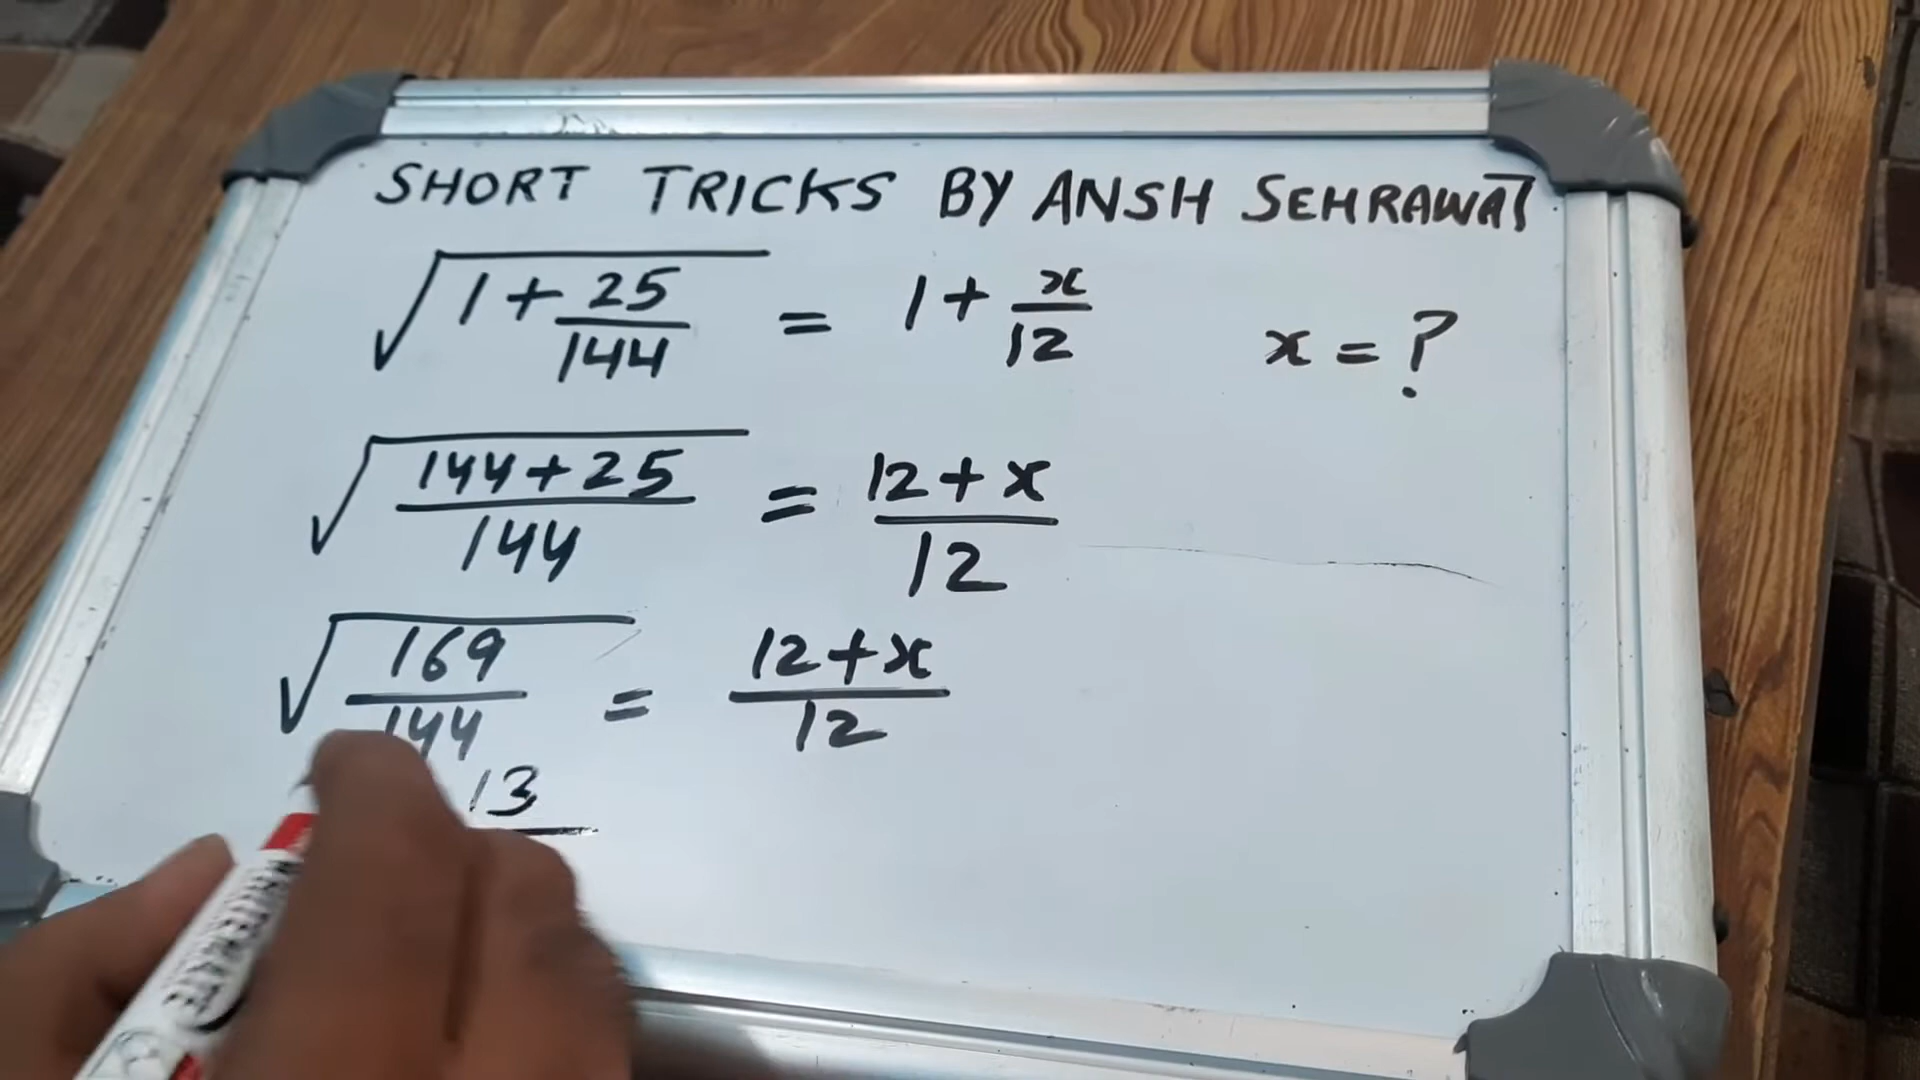 SHORT TRICKS BY ANSH SEHRAWAT
√(1 + 25/144) = 1 + x/12 x = ?
√((144 + 25)/144) = (12 + x)/12
√(169/144) = (12 + x)/12
13